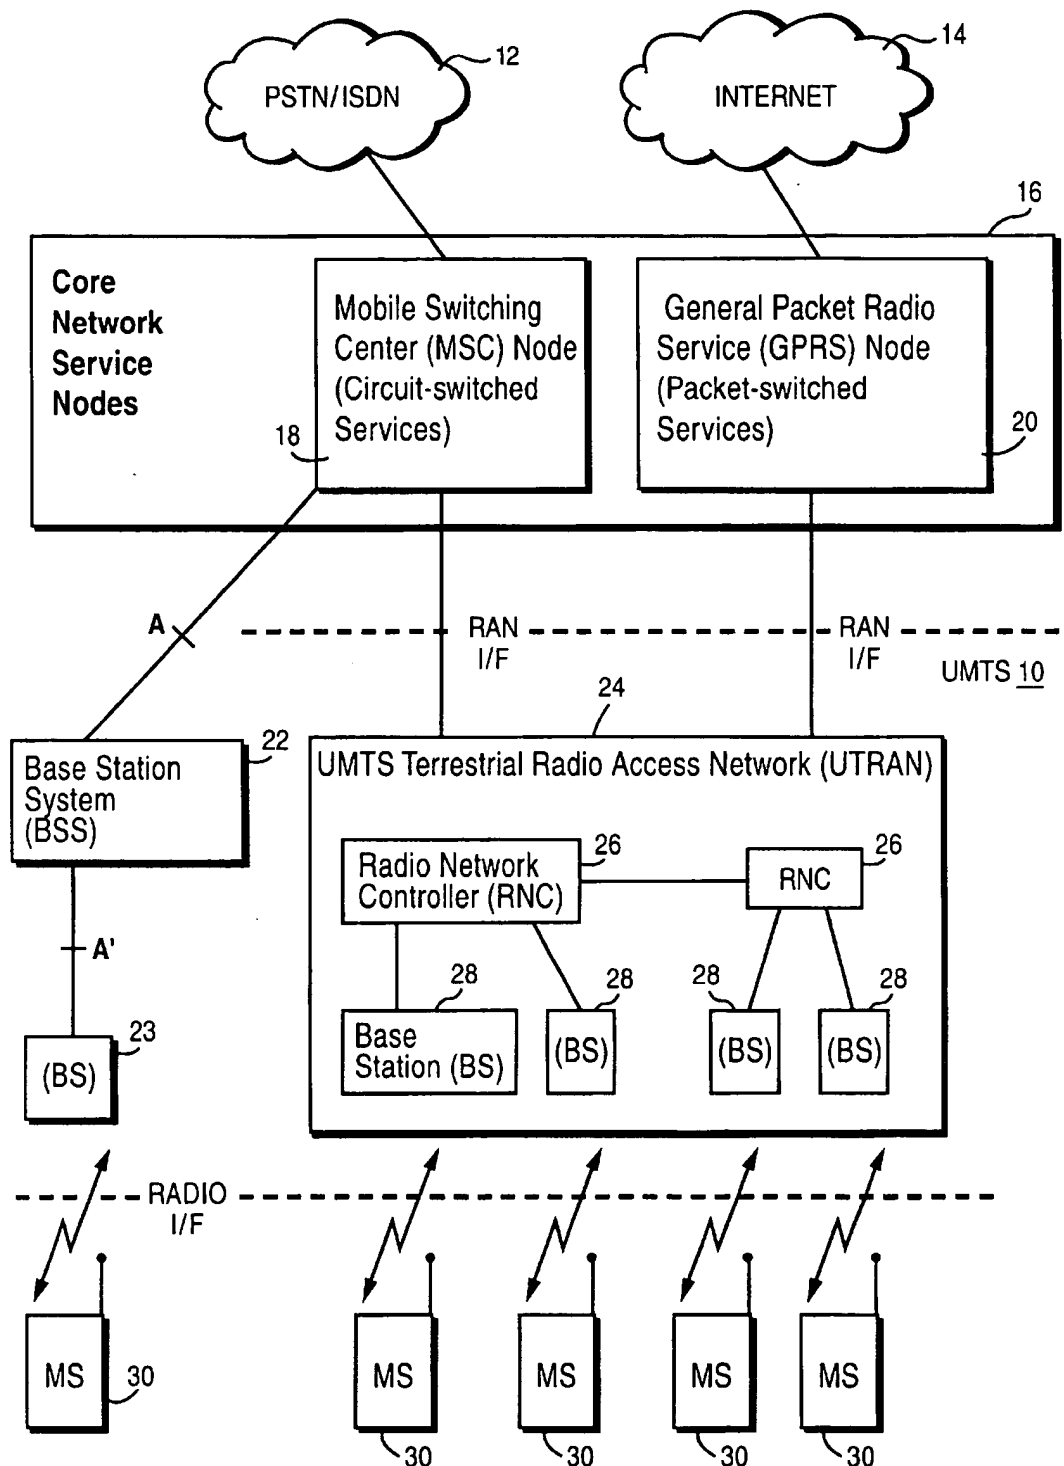 12
14
PSTN/ISDN
INTERNET
16
Core
Network
Service
Nodes
Mobile Switching
Center (MSC) Node
(Circuit-switched
Services)
18
General Packet Radio
Service (GPRS) Node
(Packet-switched
Services)
20
A
RAN
I/F
RAN
I/F
UMTS 10
22
Base Station
System
(BSS)
24
UMTS Terrestrial Radio Access Network (UTRAN)
Radio Network
Controller (RNC)
26
RNC
26
A'
28
Base
Station (BS)
28
(BS)
28
(BS)
28
(BS)
23
(BS)
RADIO
I/F
MS
30
MS
30
MS
30
MS
30
MS
30